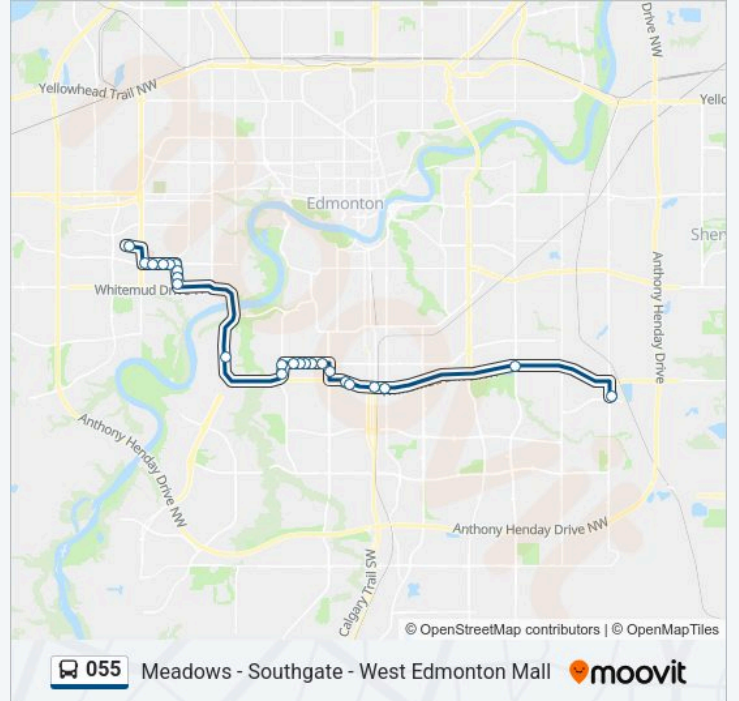 Drive NW
Yellowhead Trail NW
Yello
Edmonton
Sher
Anthony Henday Drive
Whitemud Dr
Anthony Henday Drive NW
Anthony Henday Drive NW
Calgary Trail SW
© OpenStreetMap contributors | © OpenMapTiles
055 Meadows - Southgate - West Edmonton Mall moovit